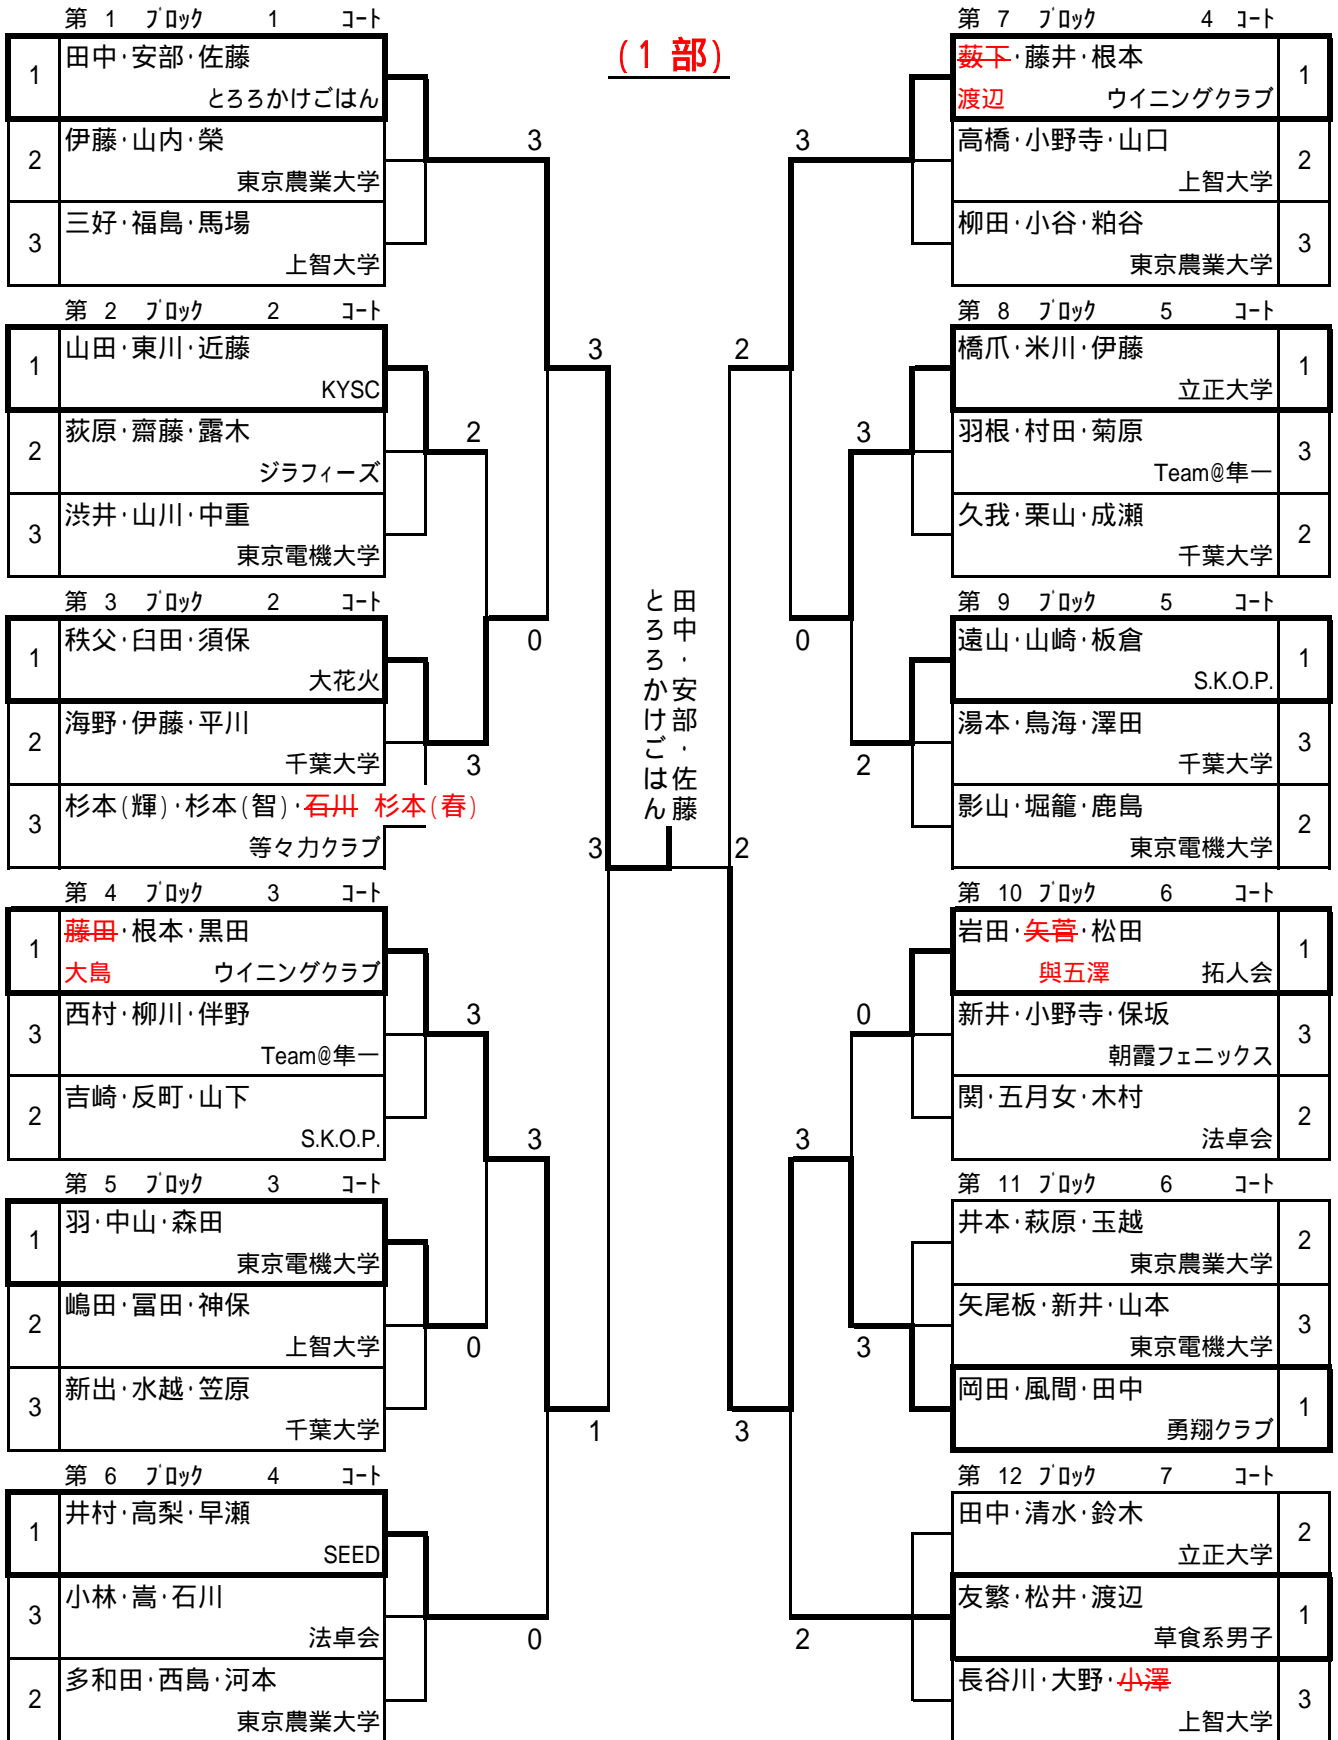 (1 部)
第 1 ブロック 1 コート
1 田中・安部・佐藤
とろろかけごはん
2 伊藤・山内・榮
東京農業大学
3 三好・福島・馬場
上智大学
第 2 ブロック 2 コート
1 山田・東川・近藤
KYSC
2 荻原・齋藤・露木
ジラフィーズ
3 渋井・山川・中重
東京電機大学
第 3 ブロック 2 コート
1 秩父・臼田・須保
大花火
2 海野・伊藤・平川
千葉大学
3 杉本(輝)・杉本(智)・石川 杉本(春)
等々力クラブ
第 4 ブロック 3 コート
1 藤田・根本・黒田
大島 ウイニングクラブ
3 西村・柳川・伴野
Team@隼一
2 吉崎・反町・山下
S.K.O.P.
第 5 ブロック 3 コート
1 羽・中山・森田
東京電機大学
2 嶋田・冨田・神保
上智大学
3 新出・水越・笠原
千葉大学
第 6 ブロック 4 コート
1 井村・高梨・早瀬
SEED
3 小林・嵩・石川
法卓会
2 多和田・西島・河本
東京農業大学
3
3
2
0
3
3
3
3
0
1
0
田中・安部・佐藤
とろろかけごはん
3
2
3
0
2
2
0
3
3
3
2
第 7 ブロック 4 コート
薮下・藤井・根本 1
渡辺 ウイニングクラブ
高橋・小野寺・山口 2
上智大学
柳田・小谷・粕谷 3
東京農業大学
第 8 ブロック 5 コート
橋爪・米川・伊藤 1
立正大学
羽根・村田・菊原 3
Team@隼一
久我・栗山・成瀬 2
千葉大学
第 9 ブロック 5 コート
遠山・山崎・板倉 1
S.K.O.P.
湯本・鳥海・澤田 3
千葉大学
影山・堀籠・鹿島 2
東京電機大学
第 10 ブロック 6 コート
岩田・矢菅・松田 1
與五澤 拓人会
新井・小野寺・保坂 3
朝霞フェニックス
関・五月女・木村 2
法卓会
第 11 ブロック 6 コート
井本・萩原・玉越 2
東京農業大学
矢尾板・新井・山本 3
東京電機大学
岡田・風間・田中 1
勇翔クラブ
第 12 ブロック 7 コート
田中・清水・鈴木 2
立正大学
友繁・松井・渡辺 1
草食系男子
長谷川・大野・小澤 3
上智大学